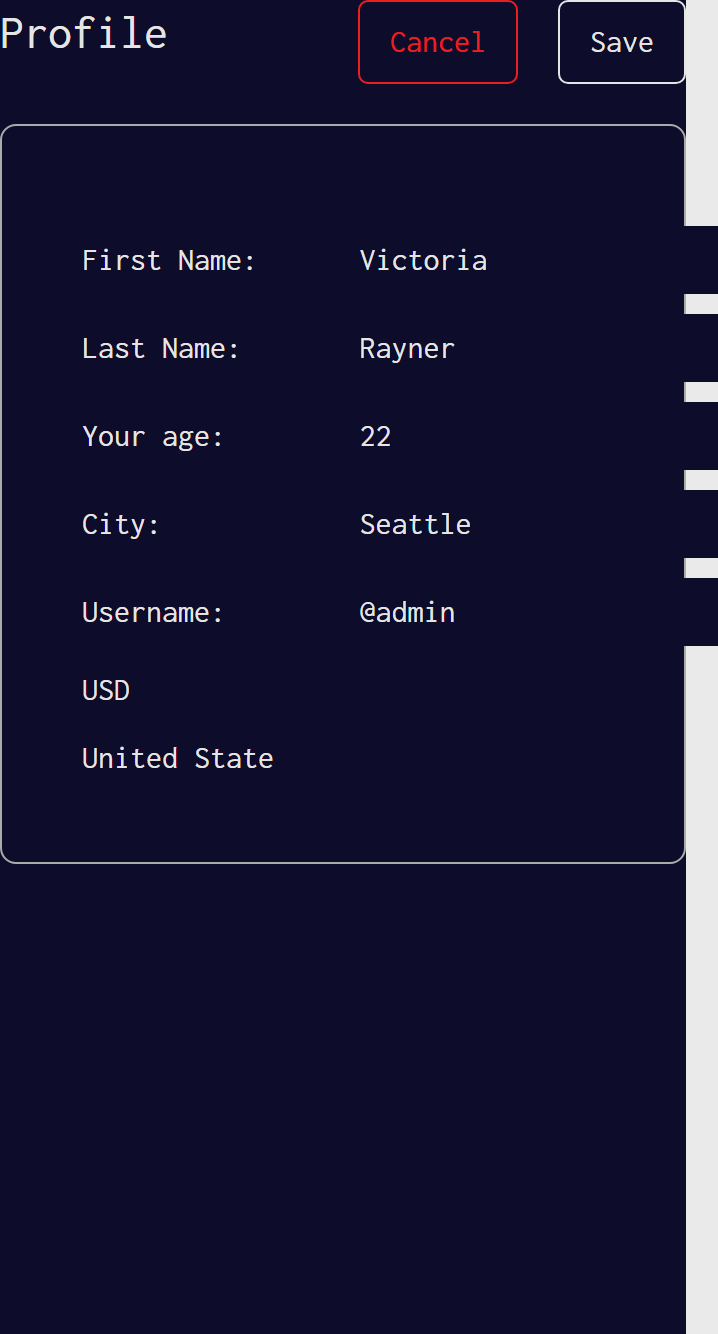 Profile Cancel Save
First Name: Victoria
Last Name: Rayner
Your age: 22
City: Seattle
Username: @admin
USD
United State